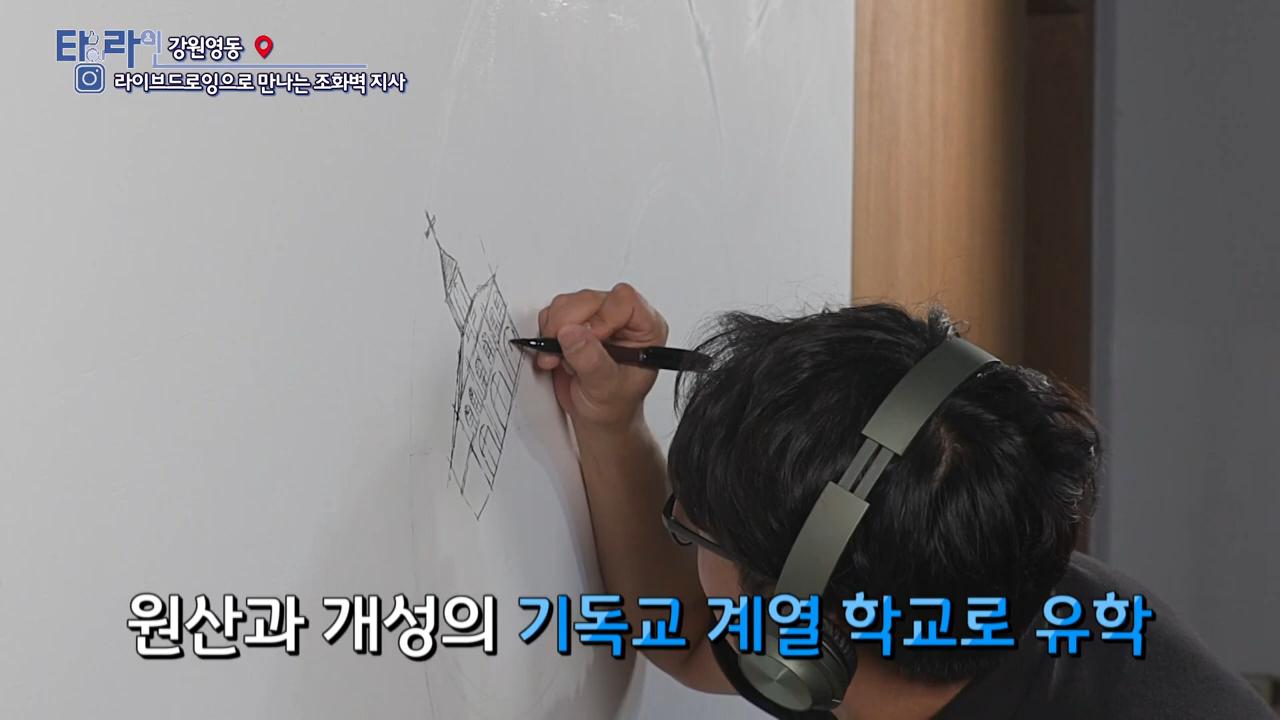 타라인 강원영동
라이브드로잉으로 만나는 조화벽 지사
원산과 개성의 기독교 계열 학교로 유학